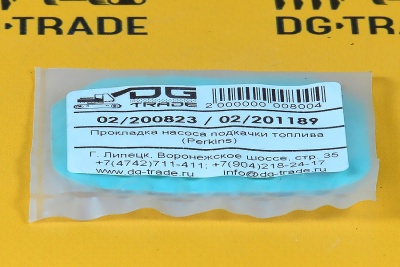 - TRADE
DG-TRADE
DG
TRADE
2 000000 008004
02/200823 / 02/201189
Прокладка насоса подкачки топлива
(Perkins)
Г. Липецк, Воронежское шоссе, стр. 35
+7(4742)711-411; +7(904)218-24-17
www.dg-trade.ru info@dg-trade.ru